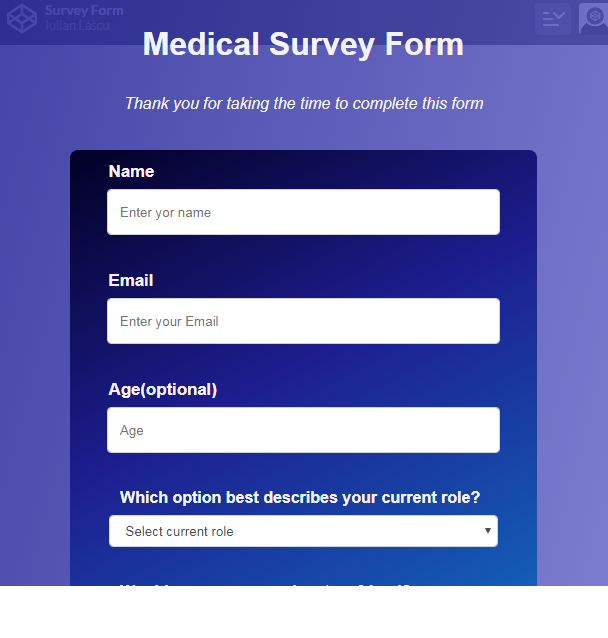 Survey Form
Iulian Lascu
Medical Survey Form
Thank you for taking the time to complete this form
Name
Enter yor name
Email
Enter your Email
Age(optional)
Age
Which option best describes your current role?
Select current role